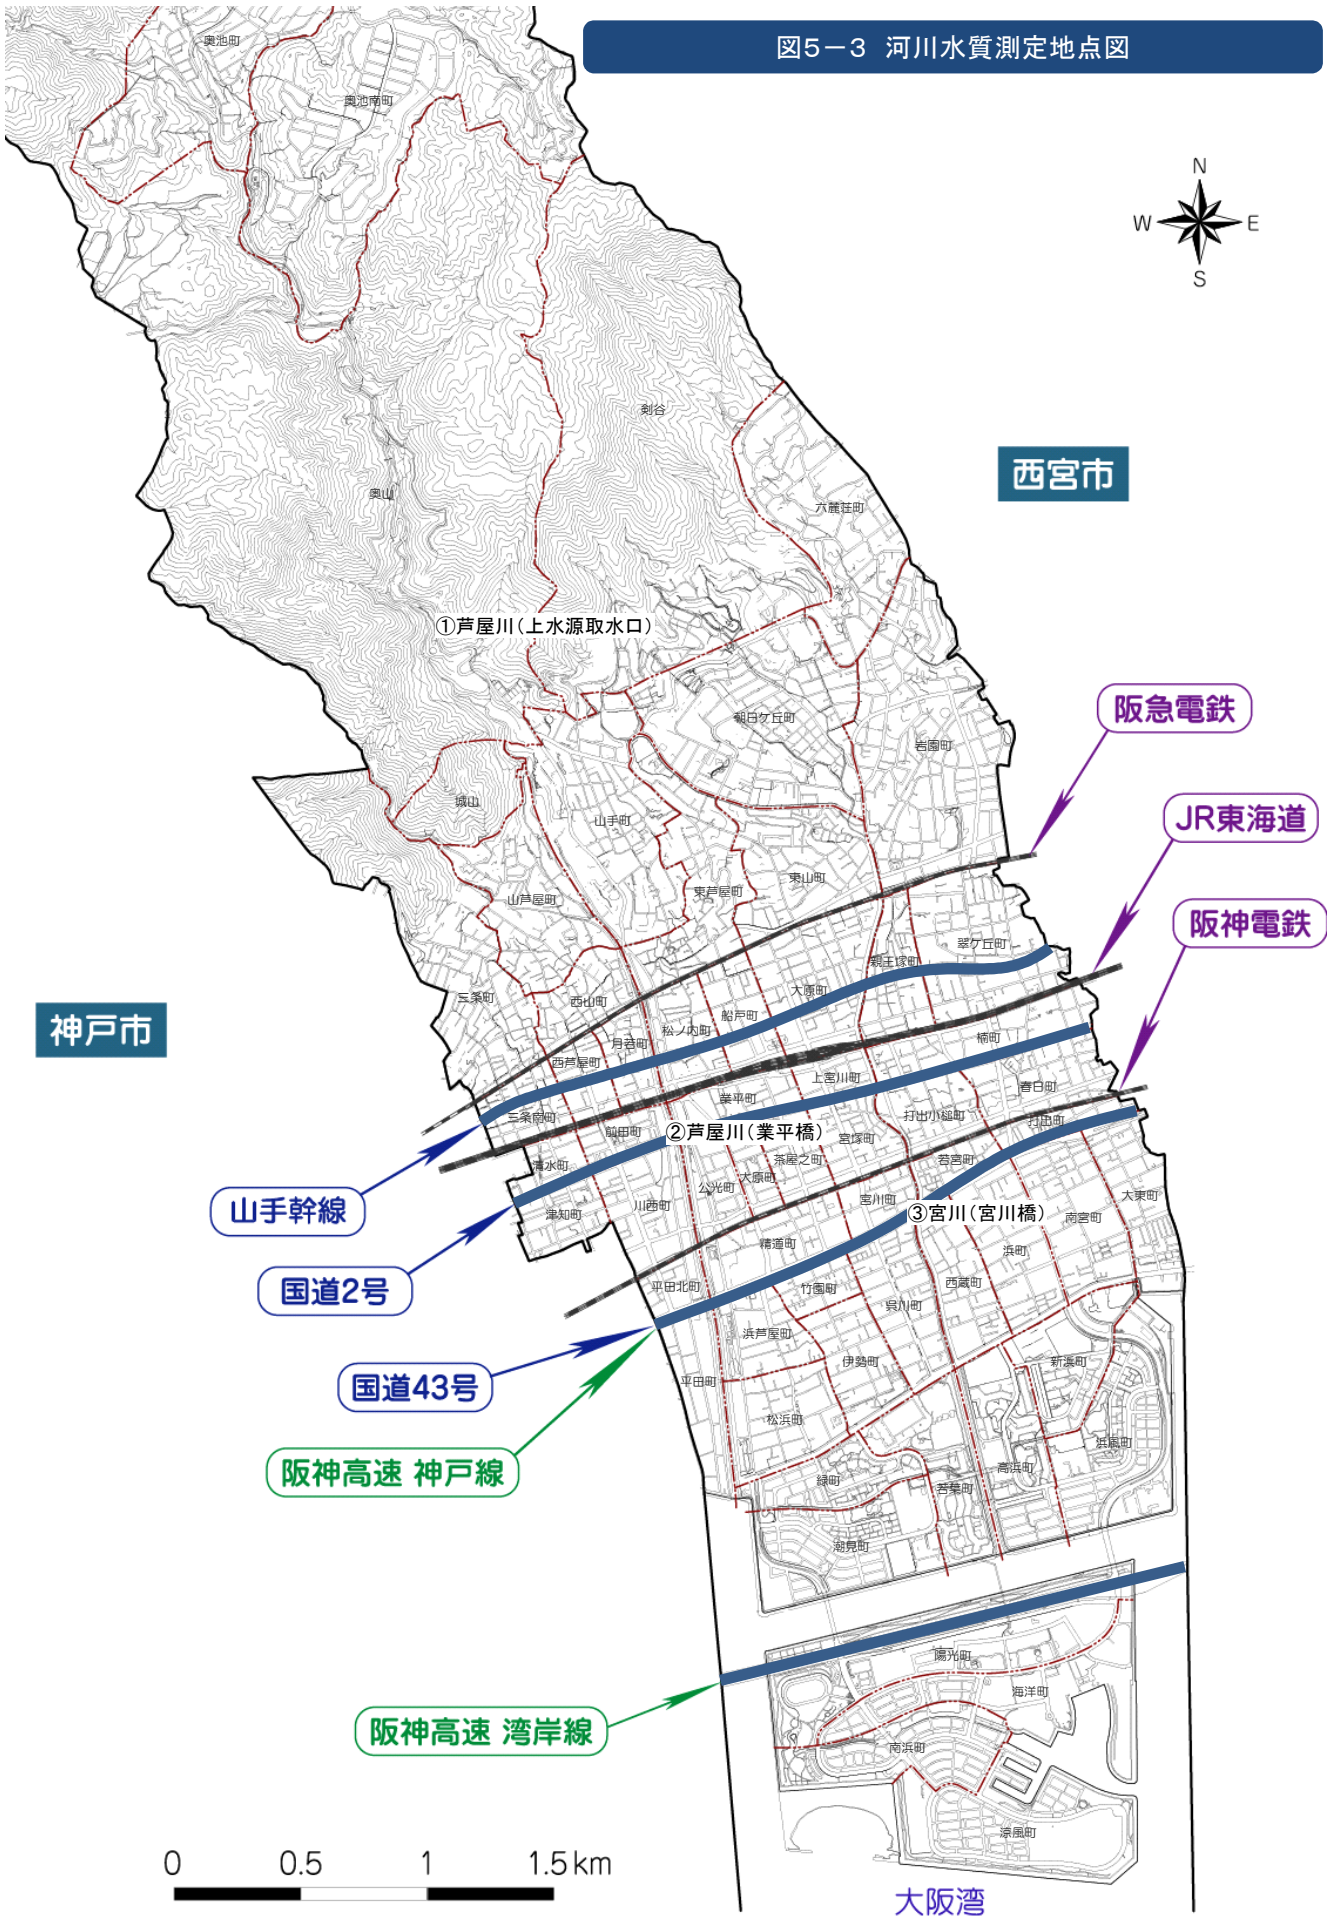 図5－3 河川水質測定地点図
奥池町
奥池南町
N
W
E
S
剣谷
西宮市
奥山
六麓荘町
①芦屋川（上水源取水口）
阪急電鉄
朝日ケ丘町
岩園町
JR東海道
城山
山手町
東山町
東芦屋町
山芦屋町
阪神電鉄
翠ケ丘町
親王塚町
三条町
西山町
大原町
神戸市
船戸町
松ノ内町
月若町
楠町
西芦屋町
上宮川町
春日町
業平町
三条南町
打出小槌町
打出町
前田町
②芦屋川（業平橋）
宮塚町
清水町
茶屋之町
若宮町
大原町
公光町
宮川町
大東町
山手幹線
川西町
津知町
③宮川（宮川橋）
南宮町
精道町
浜町
国道2号
平田北町
竹園町
西蔵町
呉川町
浜芦屋町
伊勢町
新浜町
国道43号
平田町
松浜町
浜風町
阪神高速 神戸線
緑町
高浜町
若葉町
潮見町
陽光町
海洋町
阪神高速 湾岸線
南浜町
涼風町
0
0.5
1
1.5km
大阪湾